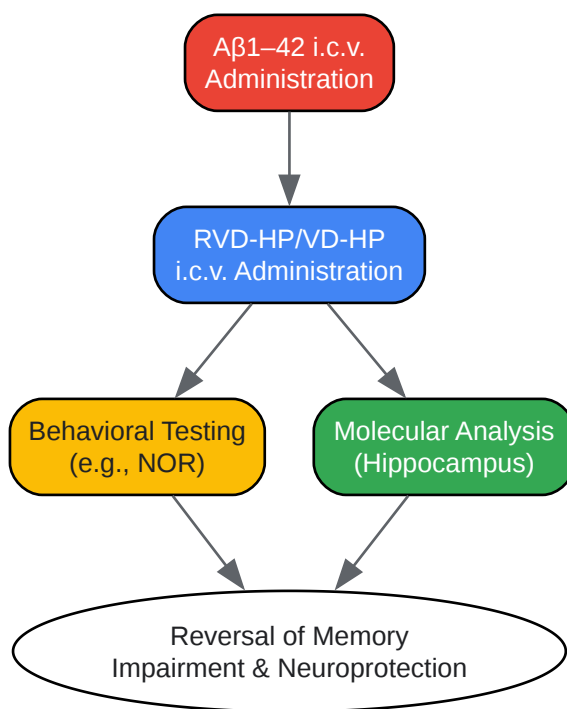 Aβ1–42 i.c.v.
Administration
RVD-HP/VD-HP
i.c.v. Administration
Behavioral Testing
(e.g., NOR)
Molecular Analysis
(Hippocampus)
Reversal of Memory
Impairment & Neuroprotection